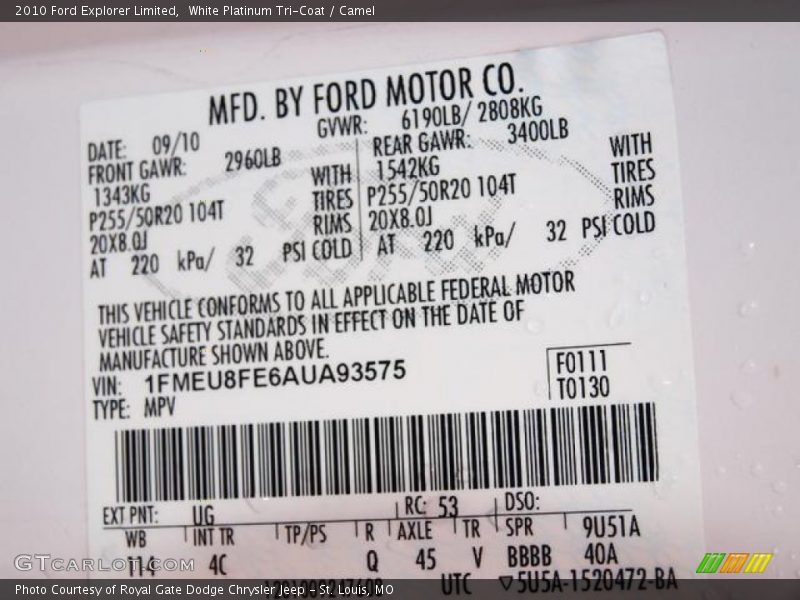 2010 Ford Explorer Limited, White Platinum Tri-Coat / Camel
MFD. BY FORD MOTOR CO.
DATE: 09/10 GVWR: 6190LB/ 2808KG
FRONT GAWR: 2960LB REAR GAWR: 3400LB
1343KG WITH 1542KG WITH
P255/50R20 104T TIRES P255/50R20 104T TIRES
20X8.0J RIMS 20X8.0J RIMS
AT 220 kPa/ 32 PSI COLD AT 220 kPa/ 32 PSI COLD
THIS VEHICLE CONFORMS TO ALL APPLICABLE FEDERAL MOTOR
VEHICLE SAFETY STANDARDS IN EFFECT ON THE DATE OF
MANUFACTURE SHOWN ABOVE.
VIN: 1FMEU8FE6AUA93575 F0111
TYPE: MPV T0130
EXT PNT: UG RC: 53 DSO:
WB INT TR TP/PS R AXLE TR SPR 9U51A
114 4C Q 45 V BBBB 40A
UTC ▽5U5A-1520472-BA
GTCARLOT.COM
Photo Courtesy of Royal Gate Dodge Chrysler Jeep - St. Louis, MO